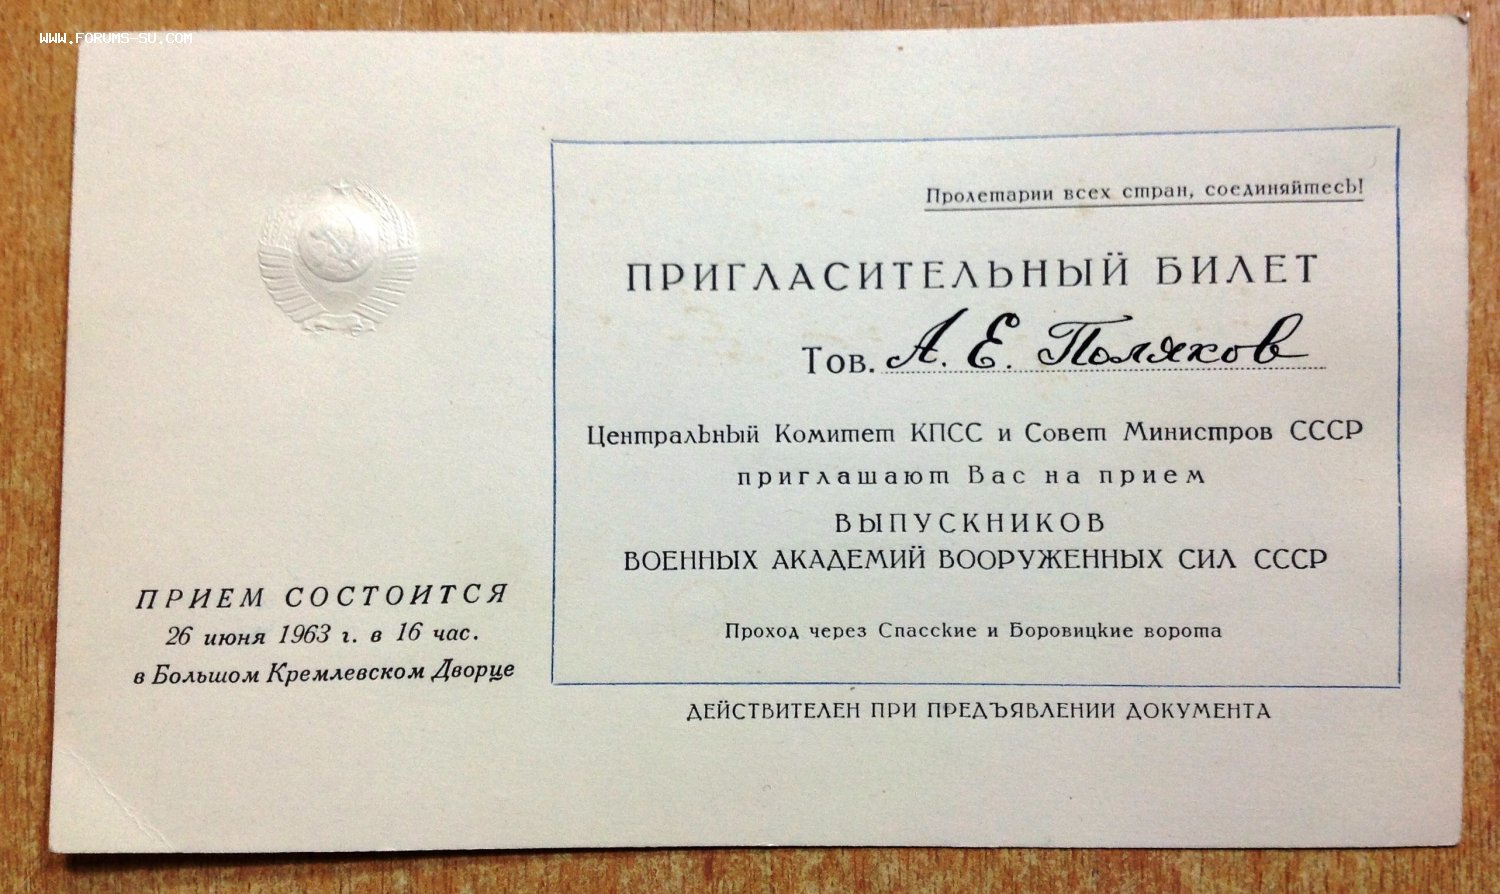 WWW.FORUMS-SU.COM
Пролетарии всех стран, соединяйтесь!
ПРИГЛАСИТЕЛЬНЫЙ БИЛЕТ
Тов. А. Е. Поляков
Центральный Комитет КПСС и Совет Министров СССР
приглашают Вас на прием
ВЫПУСКНИКОВ
ВОЕННЫХ АКАДЕМИЙ ВООРУЖЕННЫХ СИЛ СССР
Проход через Спасские и Боровицкие ворота
ДЕЙСТВИТЕЛЕН ПРИ ПРЕДЪЯВЛЕНИИ ДОКУМЕНТА
ПРИЕМ СОСТОИТСЯ
26 июня 1963 г. в 16 час.
в Большом Кремлевском Дворце